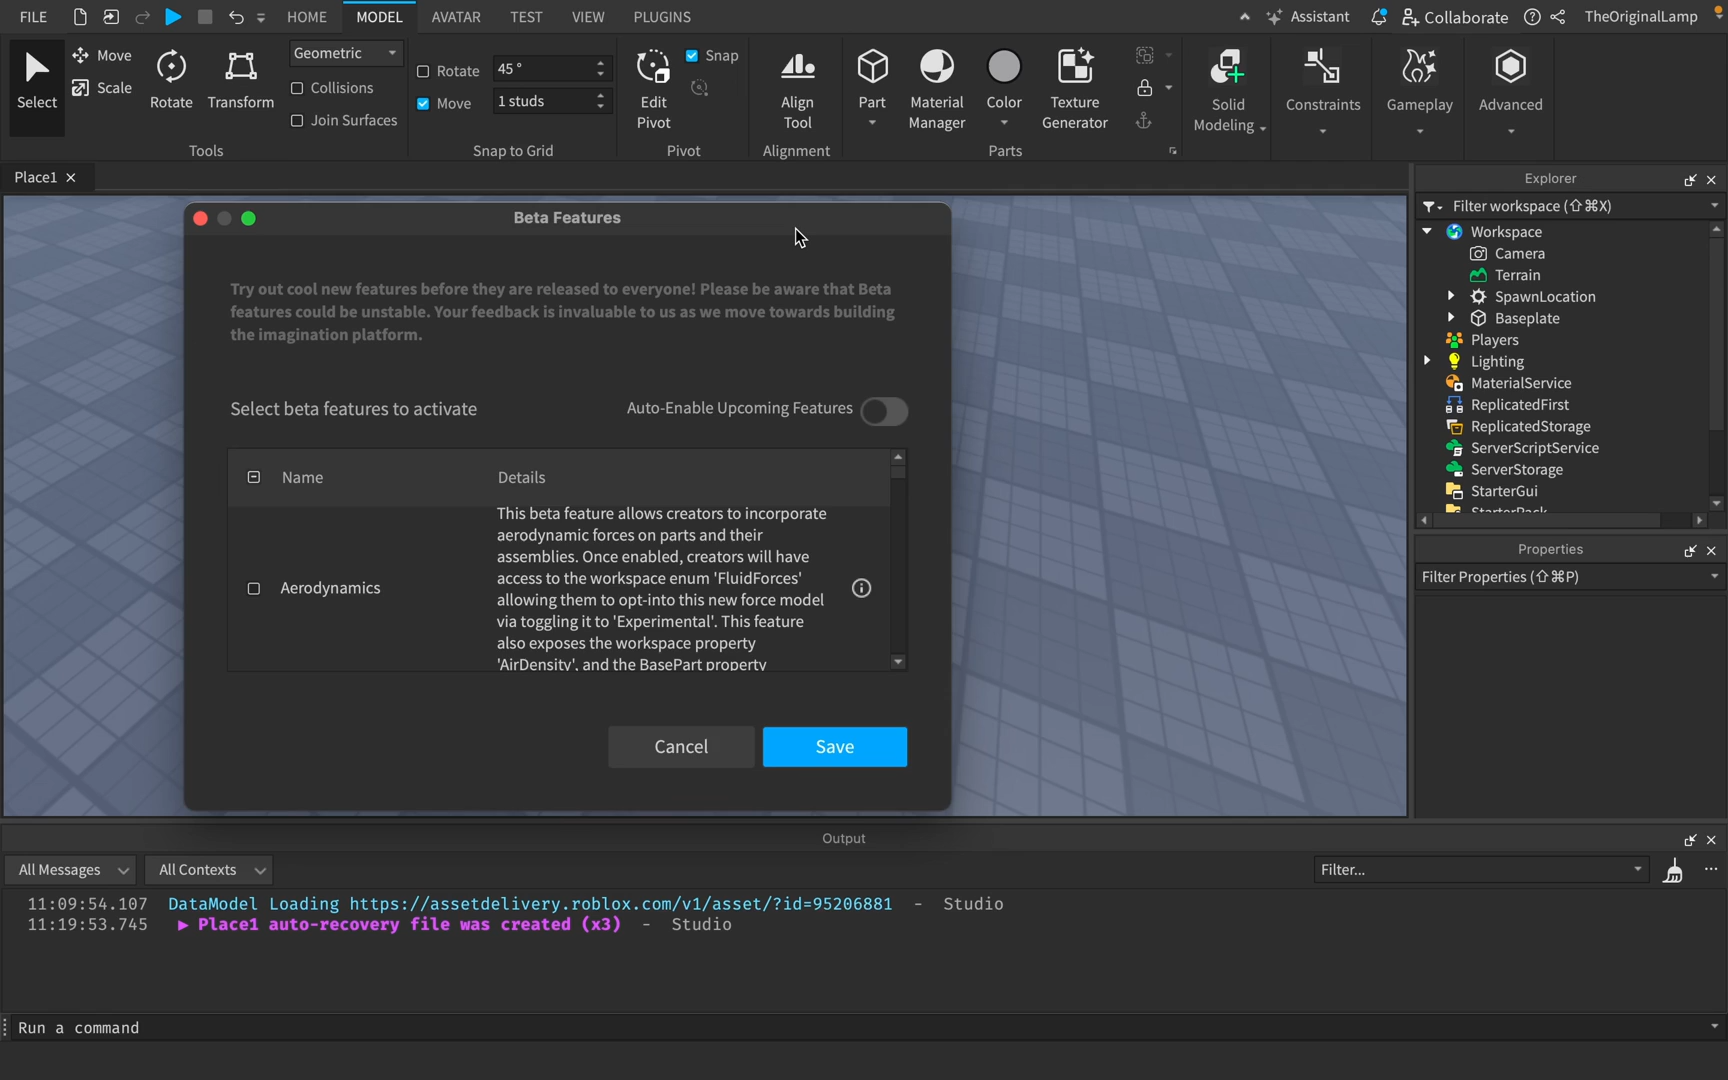 FILE HOME MODEL AVATAR TEST VIEW PLUGINS Assistant Collaborate TheOriginalLamp
Select Move Scale Rotate Transform Geometric Collisions Join Surfaces
Tools
Rotate 45 °
Move 1 studs
Snap to Grid
Edit Pivot Snap
Pivot
Align Tool
Alignment
Part Material Manager Color Texture Generator
Parts
Solid Modeling
Constraints
Gameplay
Advanced
Place1
Beta Features
Try out cool new features before they are released to everyone! Please be aware that Beta
features could be unstable. Your feedback is invaluable to us as we move towards building
the imagination platform.
Select beta features to activate Auto-Enable Upcoming Features
Name Details
Aerodynamics
This beta feature allows creators to incorporate
aerodynamic forces on parts and their
assemblies. Once enabled, creators will have
access to the workspace enum 'FluidForces'
allowing them to opt-into this new force model
via toggling it to 'Experimental'. This feature
also exposes the workspace property
'AirDensity', and the BasePart property
Cancel Save
Explorer
Filter workspace (⇧⌘X)
Workspace
Camera
Terrain
SpawnLocation
Baseplate
Players
Lighting
MaterialService
ReplicatedFirst
ReplicatedStorage
ServerScriptService
ServerStorage
StarterGui
StarterPack
Properties
Filter Properties (⇧⌘P)
Output
All Messages All Contexts Filter...
11:09:54.107 DataModel Loading https://assetdelivery.roblox.com/v1/asset/?id=95206881 - Studio
11:19:53.745 ▶ Place1 auto-recovery file was created (x3) - Studio
Run a command